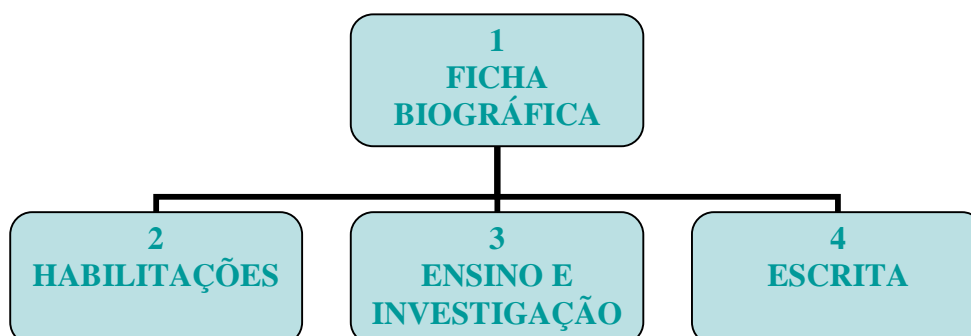 1
FICHA
BIOGRÁFICA
2
HABILITAÇÕES
3
ENSINO E
INVESTIGAÇÃO
4
ESCRITA